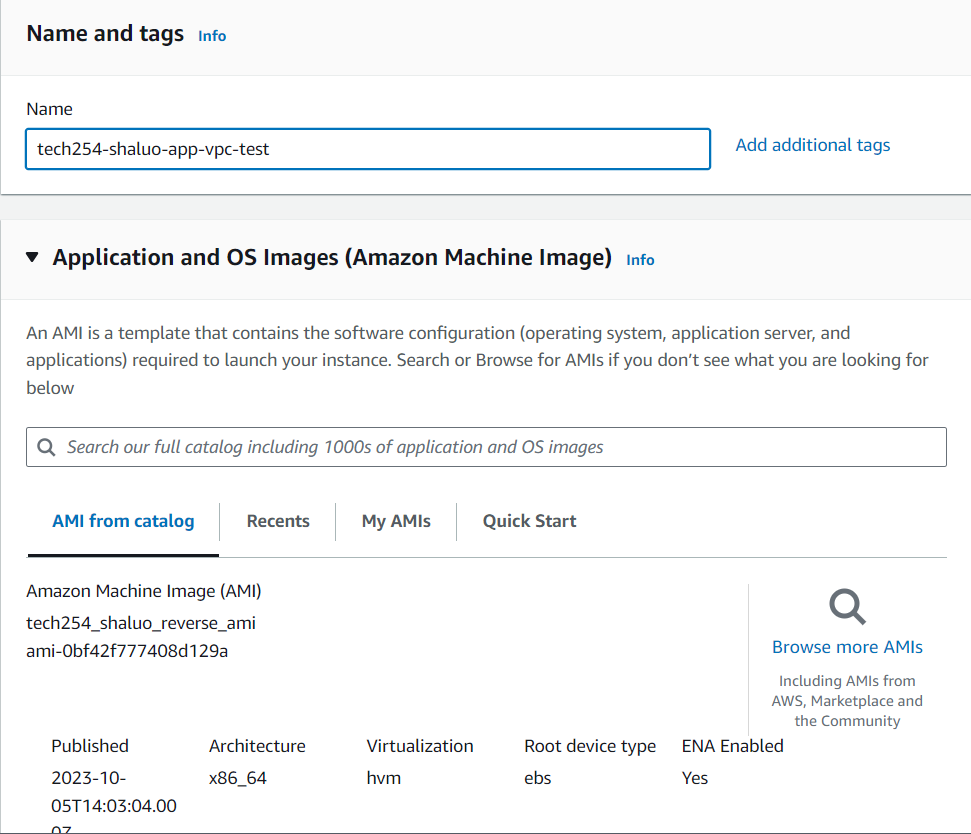 Name and tags Info
Name
tech254-shaluo-app-vpc-test
Add additional tags
Application and OS Images (Amazon Machine Image) Info
An AMI is a template that contains the software configuration (operating system, application server, and
applications) required to launch your instance. Search or Browse for AMIs if you don’t see what you are looking for
below
Search our full catalog including 1000s of application and OS images
AMI from catalog
Recents
My AMIs
Quick Start
Amazon Machine Image (AMI)
tech254_shaluo_reverse_ami
ami-0bf42f777408d129a
Browse more AMIs
Including AMIs from
AWS, Marketplace and
the Community
Published Architecture Virtualization Root device type ENA Enabled
2023-10- x86_64 hvm ebs Yes
05T14:03:04.00
0Z